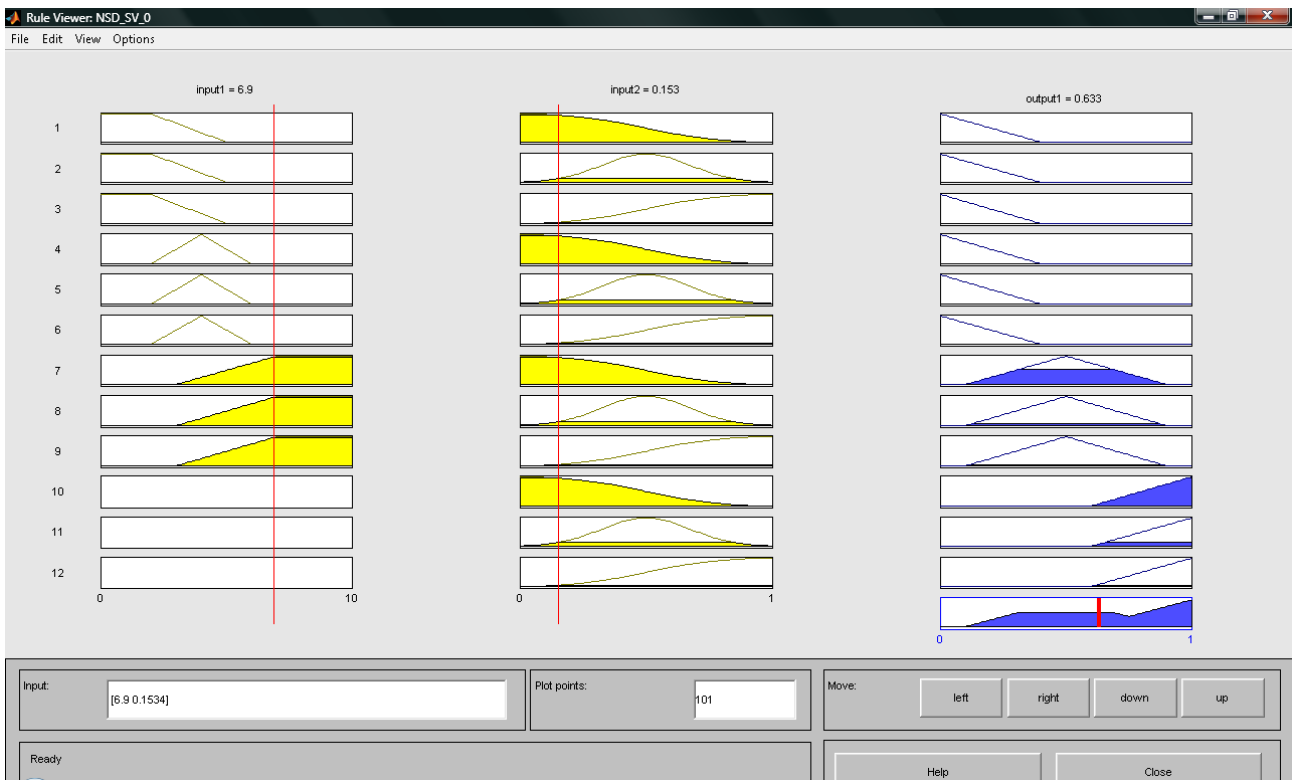 Rule Viewer: NSD_SV_0
File Edit View Options
input1 = 6.9
input2 = 0.153
output1 = 0.633
1
2
3
4
5
6
7
8
9
10
11
12
0 10
0 1
0 1
Input:
[6.9 0.1534]
Plot points:
101
Move:
left right down up
Ready
Help Close